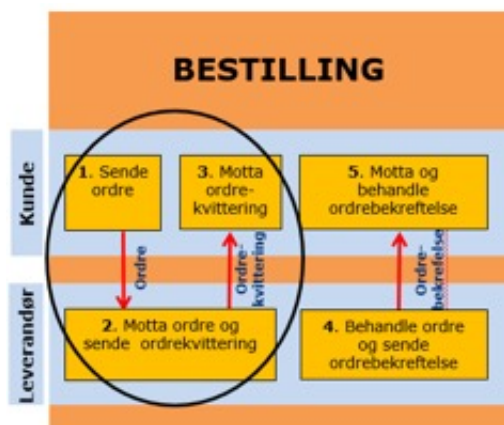 BESTILLING
Kunde
1. Sende
ordre
3. Motta
ordre-
kvittering
5. Motta og
behandle
ordrebekreftelse
Ordre
Ordre-
kvittering
Ordre-
bekrefelse
Leverandør
2. Motta ordre og
sende ordrekvittering
4. Behandle ordre
og sende
ordrebekreftelse